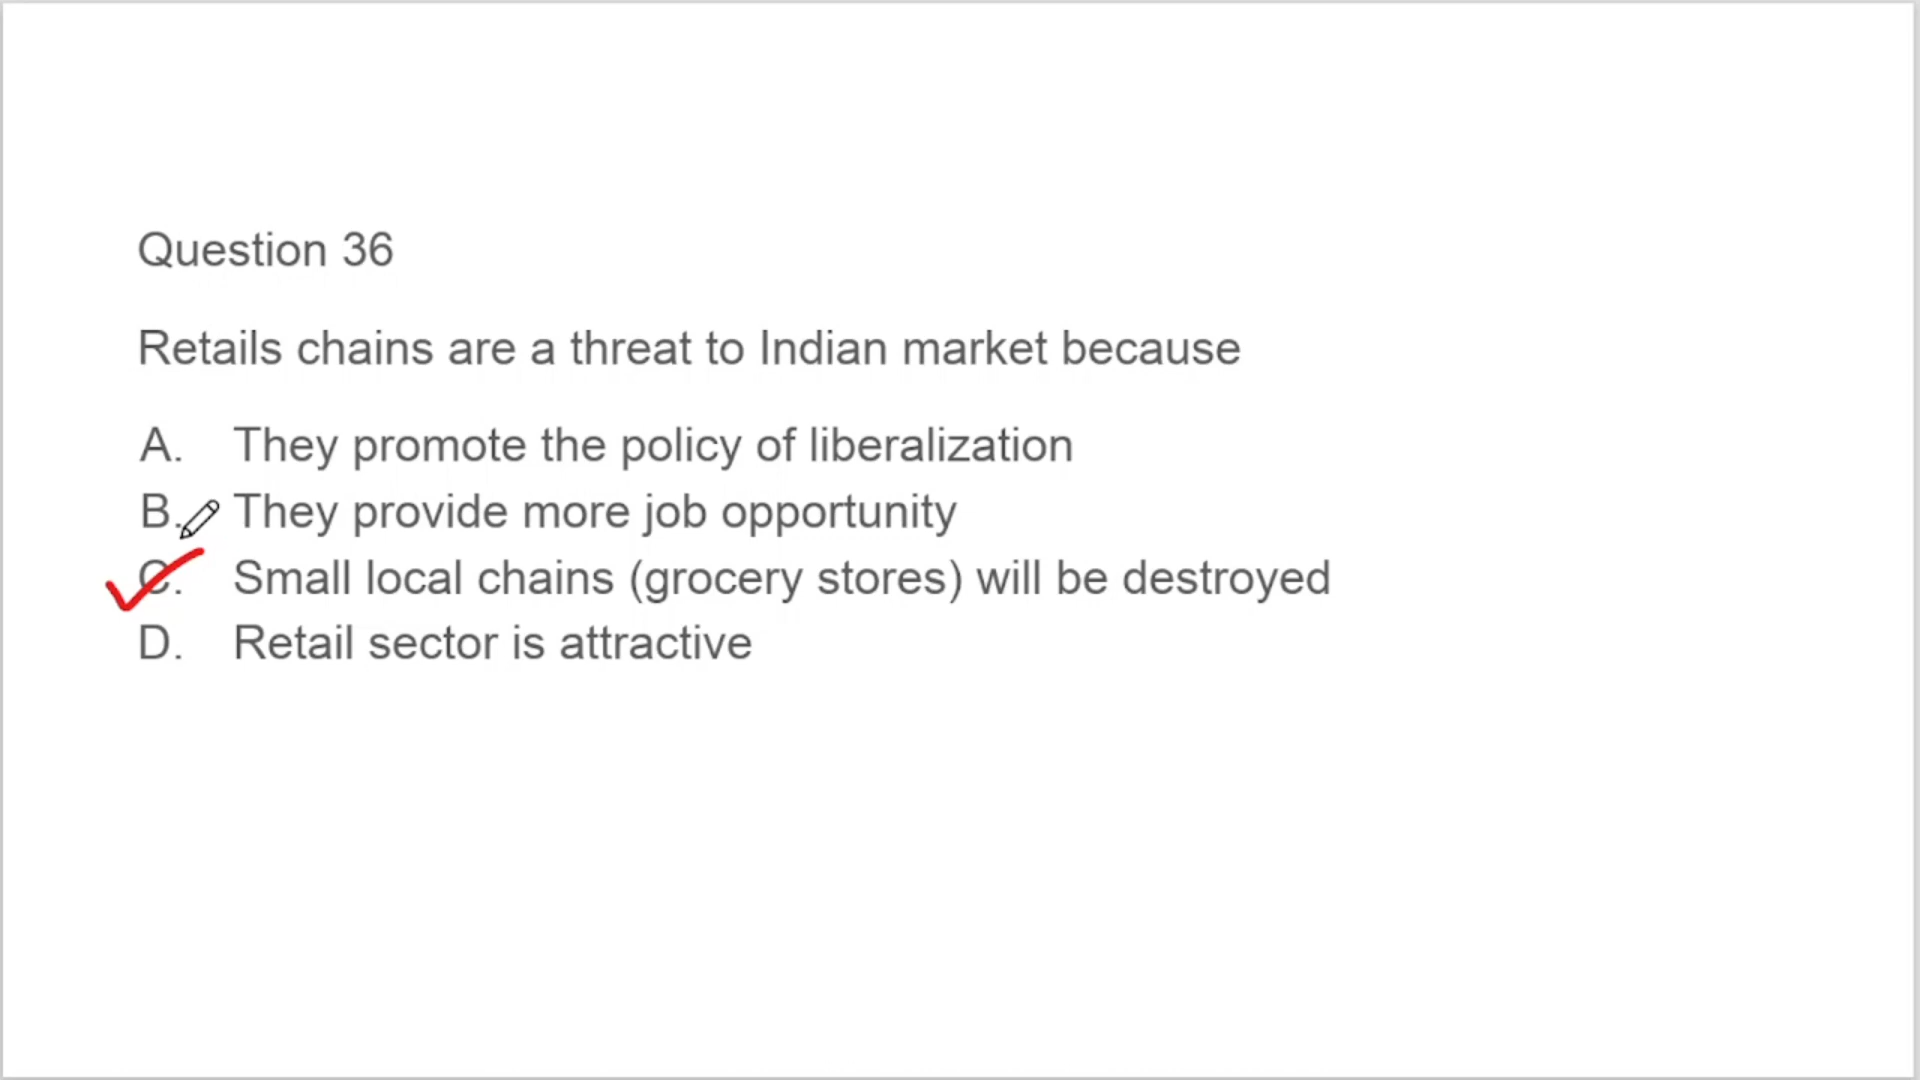 Question 36
Retails chains are a threat to Indian market because
A. They promote the policy of liberalization
B. They provide more job opportunity
C. Small local chains (grocery stores) will be destroyed
D. Retail sector is attractive